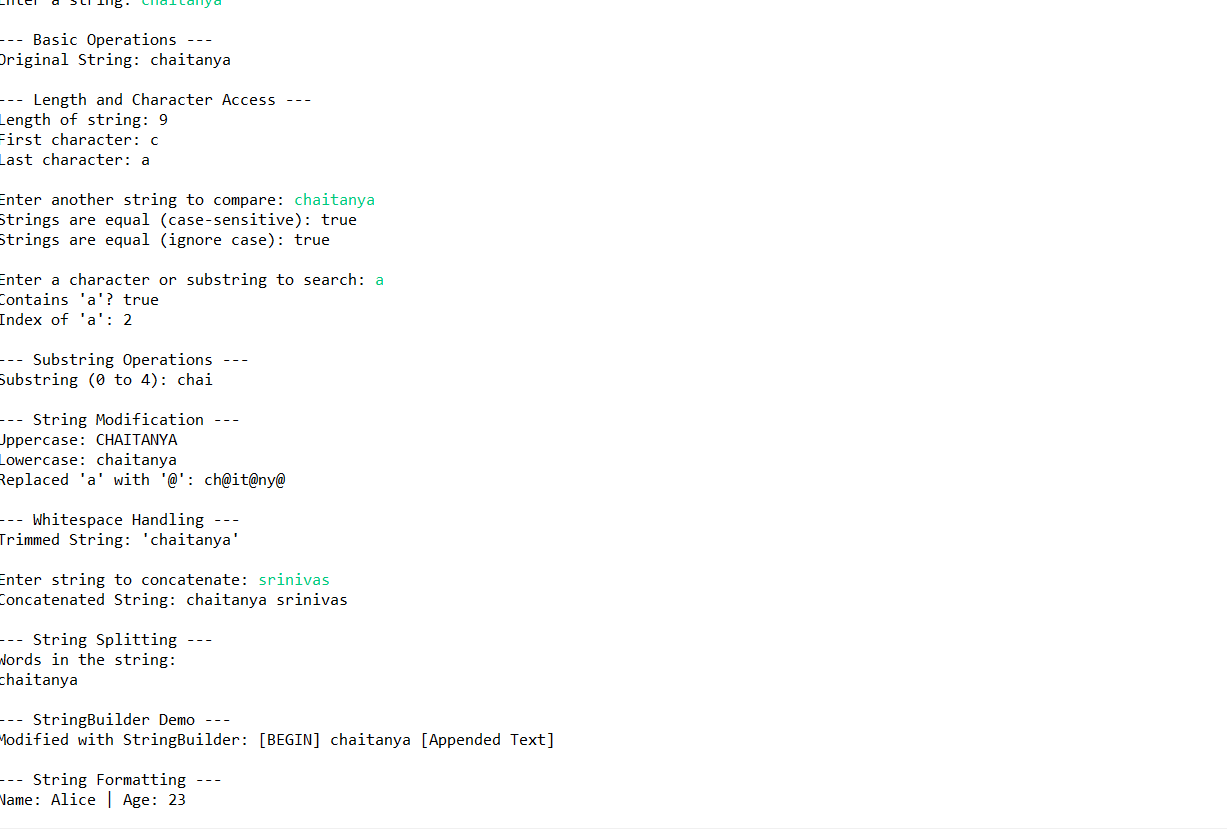 Enter a string: chaitanya
--- Basic Operations ---
Original String: chaitanya
--- Length and Character Access ---
Length of string: 9
First character: c
Last character: a
Enter another string to compare: chaitanya
Strings are equal (case-sensitive): true
Strings are equal (ignore case): true
Enter a character or substring to search: a
Contains 'a'? true
Index of 'a': 2
--- Substring Operations ---
Substring (0 to 4): chai
--- String Modification ---
Uppercase: CHAITANYA
Lowercase: chaitanya
Replaced 'a' with '@': ch@it@ny@
--- Whitespace Handling ---
Trimmed String: 'chaitanya'
Enter string to concatenate: srinivas
Concatenated String: chaitanya srinivas
--- String Splitting ---
Words in the string:
chaitanya
--- StringBuilder Demo ---
Modified with StringBuilder: [BEGIN] chaitanya [Appended Text]
--- String Formatting ---
Name: Alice | Age: 23